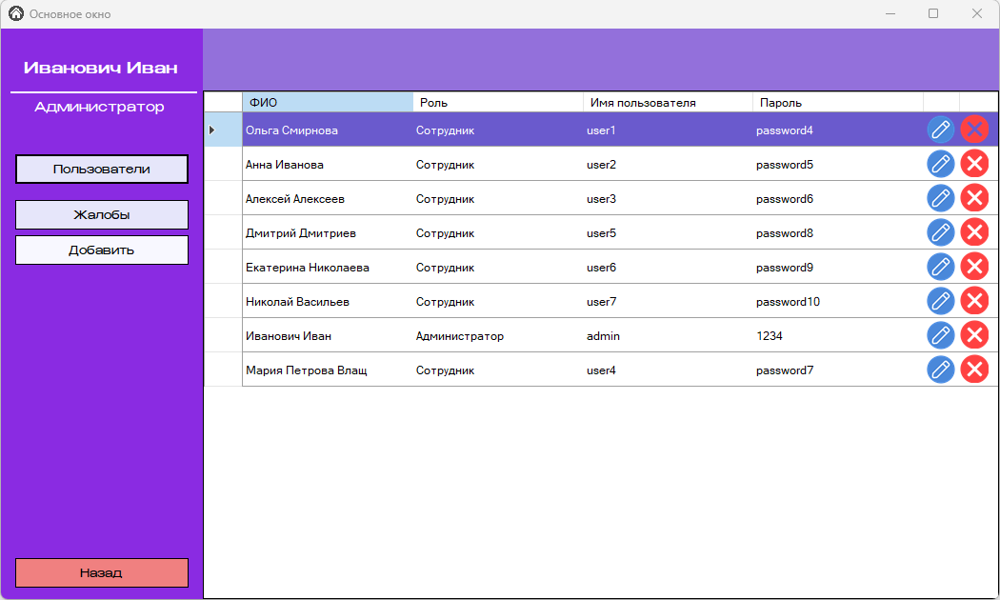 Основное окно
Иванович Иван
Администратор
Пользователи
Жалобы
Добавить
Назад
ФИО Роль Имя пользователя Пароль
Ольга Смирнова Сотрудник user1 password4
Анна Иванова Сотрудник user2 password5
Алексей Алексеев Сотрудник user3 password6
Дмитрий Дмитриев Сотрудник user5 password8
Екатерина Николаева Сотрудник user6 password9
Николай Васильев Сотрудник user7 password10
Иванович Иван Администратор admin 1234
Мария Петрова Влащ Сотрудник user4 password7